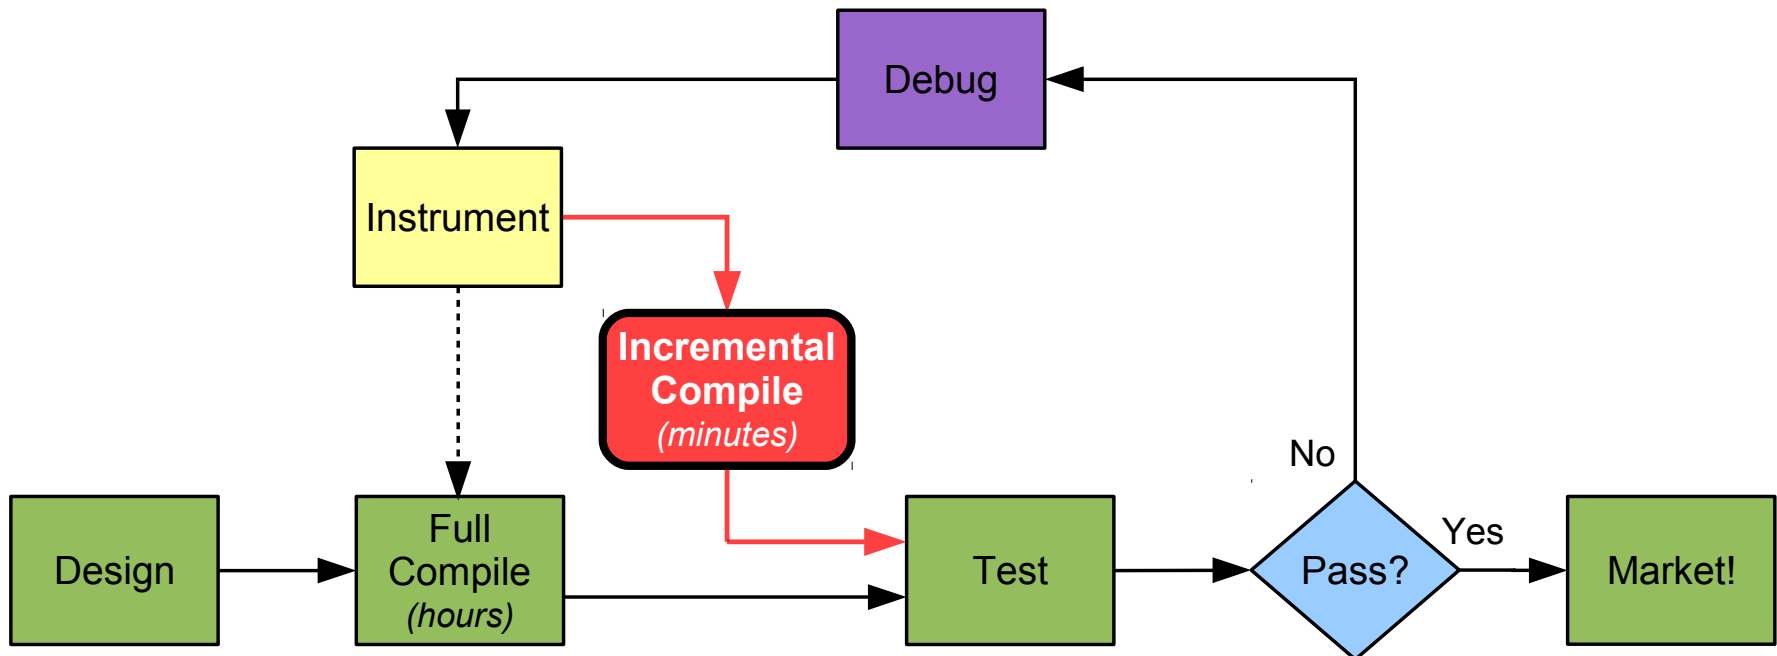 Debug
Instrument
Incremental
Compile
(minutes)
No
Design
Full
Compile
(hours)
Test
Pass?
Yes
Market!